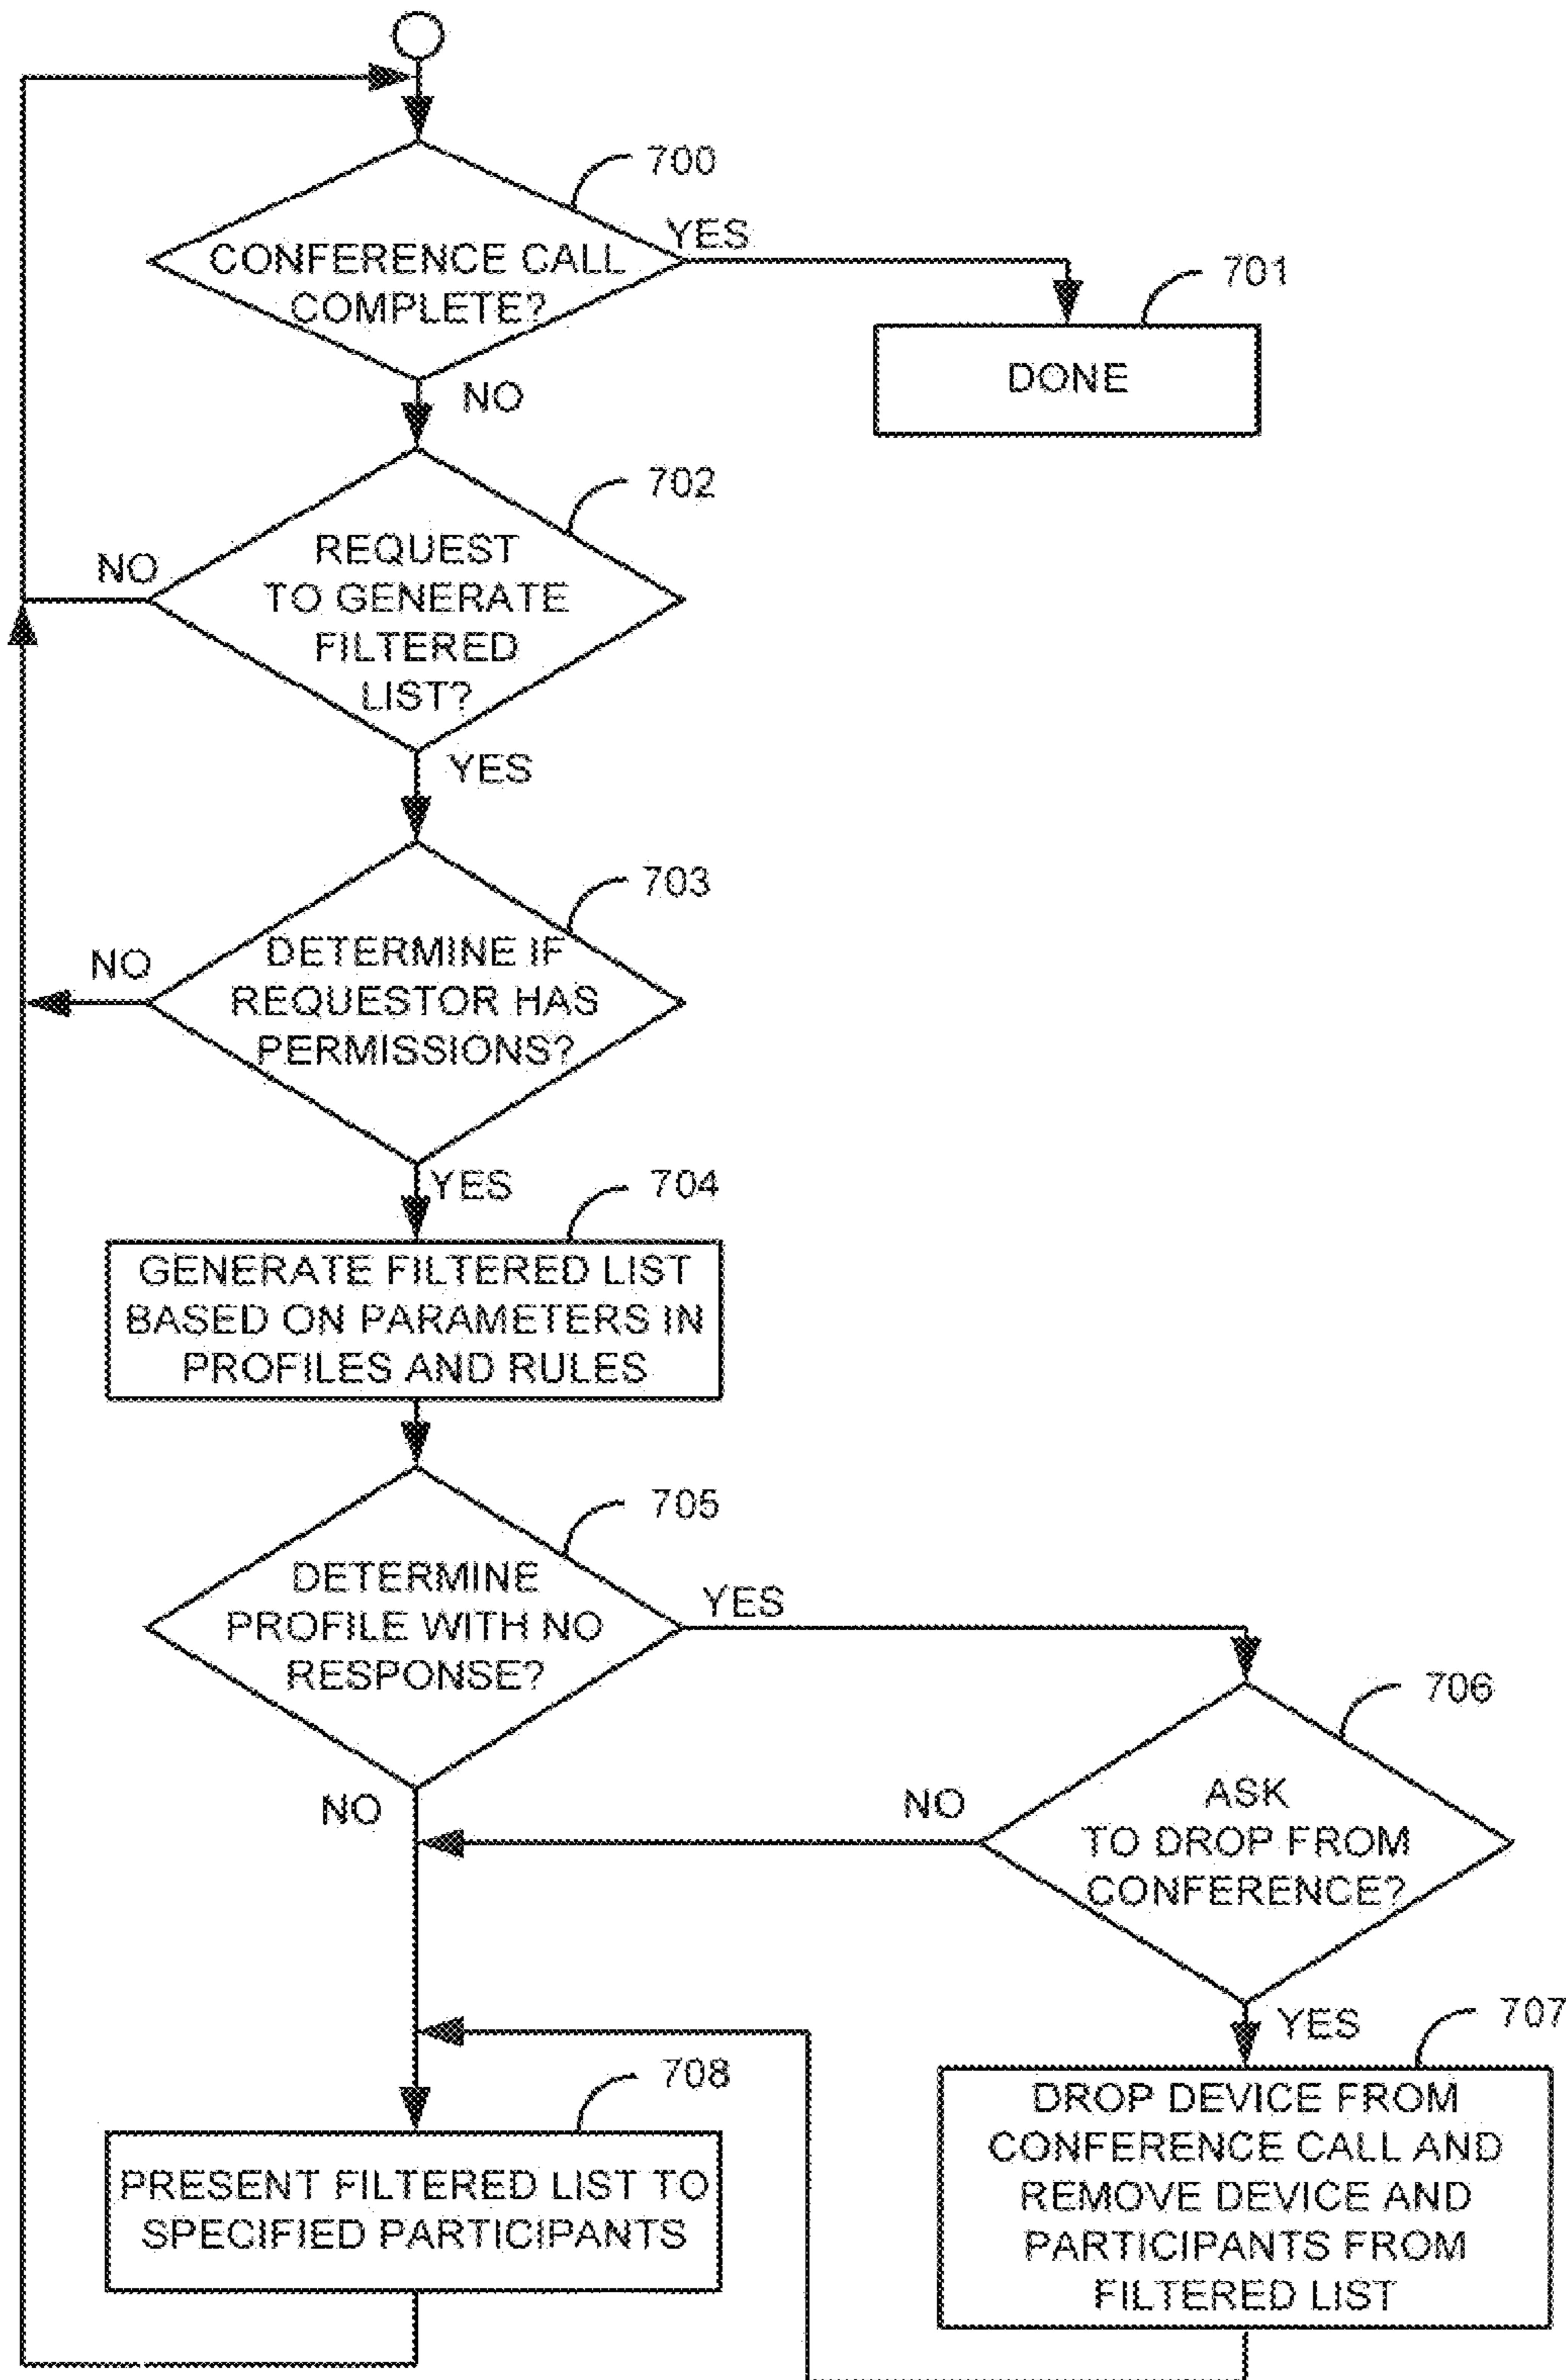 700
CONFERENCE CALL
COMPLETE?
YES
701
DONE
NO
702
REQUEST
TO GENERATE
FILTERED
LIST?
NO
YES
703
DETERMINE IF
REQUESTOR HAS
PERMISSIONS?
NO
YES
704
GENERATE FILTERED LIST
BASED ON PARAMETERS IN
PROFILES AND RULES
705
DETERMINE
PROFILE WITH NO
RESPONSE?
YES
706
NO
ASK
TO DROP FROM
CONFERENCE?
NO
YES
707
DROP DEVICE FROM
CONFERENCE CALL AND
REMOVE DEVICE AND
PARTICIPANTS FROM
FILTERED LIST
708
PRESENT FILTERED LIST TO
SPECIFIED PARTICIPANTS